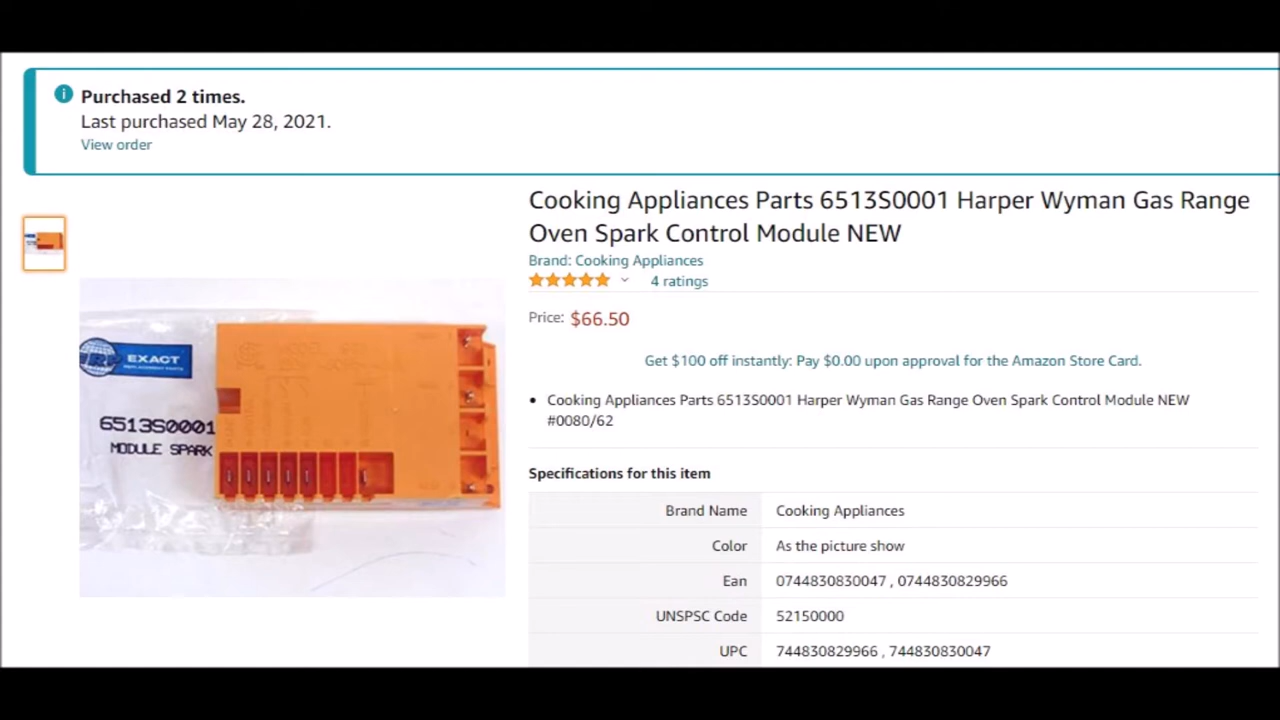 Purchased 2 times.
Last purchased May 28, 2021.
View order
Cooking Appliances Parts 6513S0001 Harper Wyman Gas Range
Oven Spark Control Module NEW
Brand: Cooking Appliances
4 ratings
Price: $66.50
Get $100 off instantly: Pay $0.00 upon approval for the Amazon Store Card.
Cooking Appliances Parts 6513S0001 Harper Wyman Gas Range Oven Spark Control Module NEW
#0080/62
EXACT
REPLACEMENT PARTS
6513S0001
MODULE SPARK
Specifications for this item
Brand Name Cooking Appliances
Color As the picture show
Ean 0744830830047 , 0744830829966
UNSPSC Code 52150000
UPC 744830829966 , 744830830047